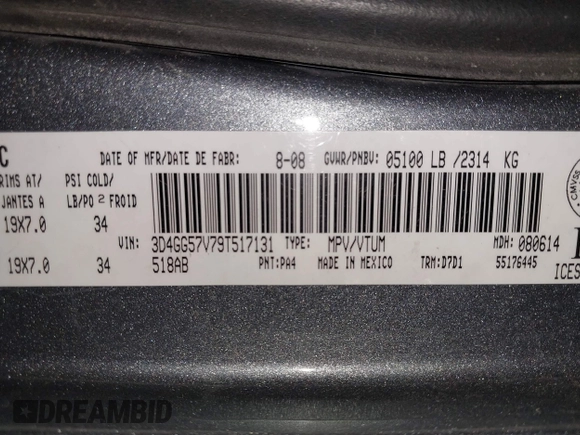 C DATE OF MFR/DATE DE FABR: 8-08 GVWR/PNBV: 05100 LB /2314 KG
RIMS AT/ PSI COLD/
JANTES A LB/PO 2 FROID
19X7.0 34
VIN: 3D4GG57V79T517131 TYPE: MPV/VTUM MDH: 080614
19X7.0 34 518AB PNT:PA4 MADE IN MEXICO TRM:D7D1 55176445
CMVSS
ICES
DREAMBID